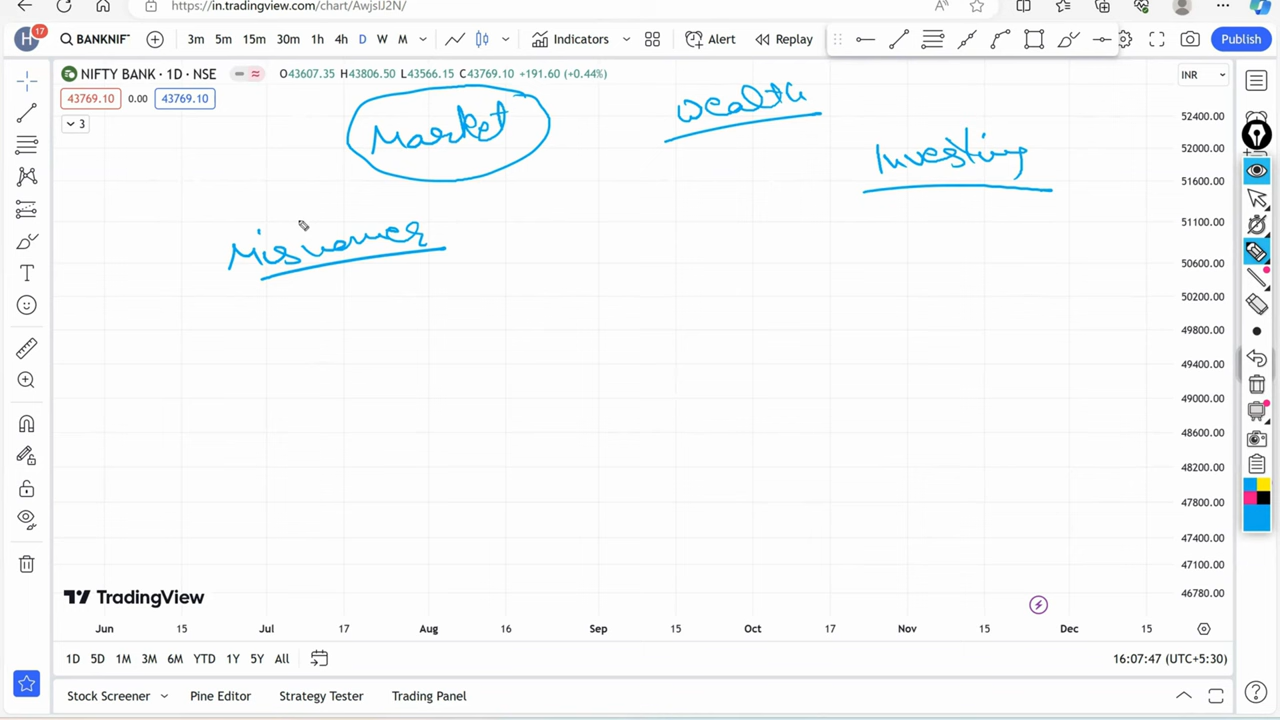 https://in.tradingview.com/chart/AwjsIJ2N/
H 17 BANKNIF 3m 5m 15m 30m 1h 4h D W M Indicators Alert Replay Publish
NIFTY BANK · 1D · NSE O43607.35 H43806.50 L43566.15 C43769.10 +191.60 (+0.44%) INR
43769.10 0.00 43769.10
3
Market
wealth
Investing
Misnomer
52400.00
52000.00
51600.00
51100.00
50600.00
50200.00
49800.00
49400.00
49000.00
48600.00
48200.00
47800.00
47400.00
47100.00
46780.00
TradingView
Jun 15 Jul 17 Aug 16 Sep 15 Oct 17 Nov 15 Dec 15
1D 5D 1M 3M 6M YTD 1Y 5Y All 16:07:47 (UTC+5:30)
Stock Screener Pine Editor Strategy Tester Trading Panel